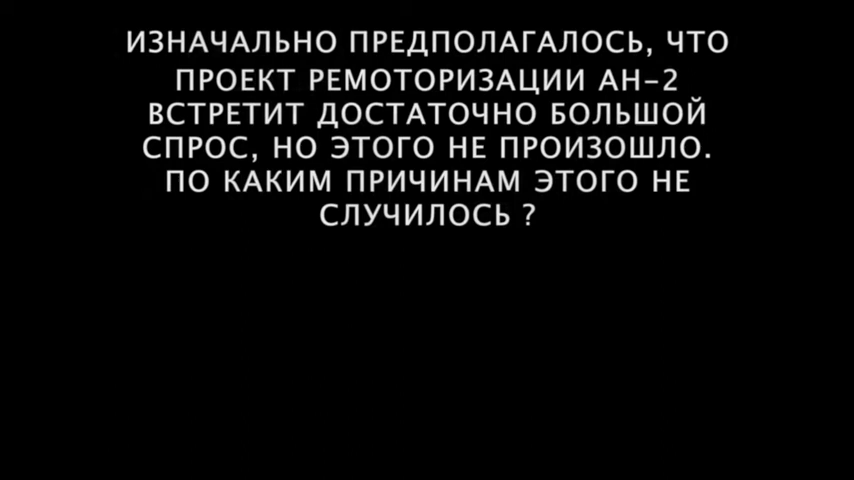 ИЗНАЧАЛЬНО ПРЕДПОЛАГАЛОСЬ, ЧТО
ПРОЕКТ РЕМОТОРИЗАЦИИ АН-2
ВСТРЕТИТ ДОСТАТОЧНО БОЛЬШОЙ
СПРОС, НО ЭТОГО НЕ ПРОИЗОШЛО.
ПО КАКИМ ПРИЧИНАМ ЭТОГО НЕ
СЛУЧИЛОСЬ ?